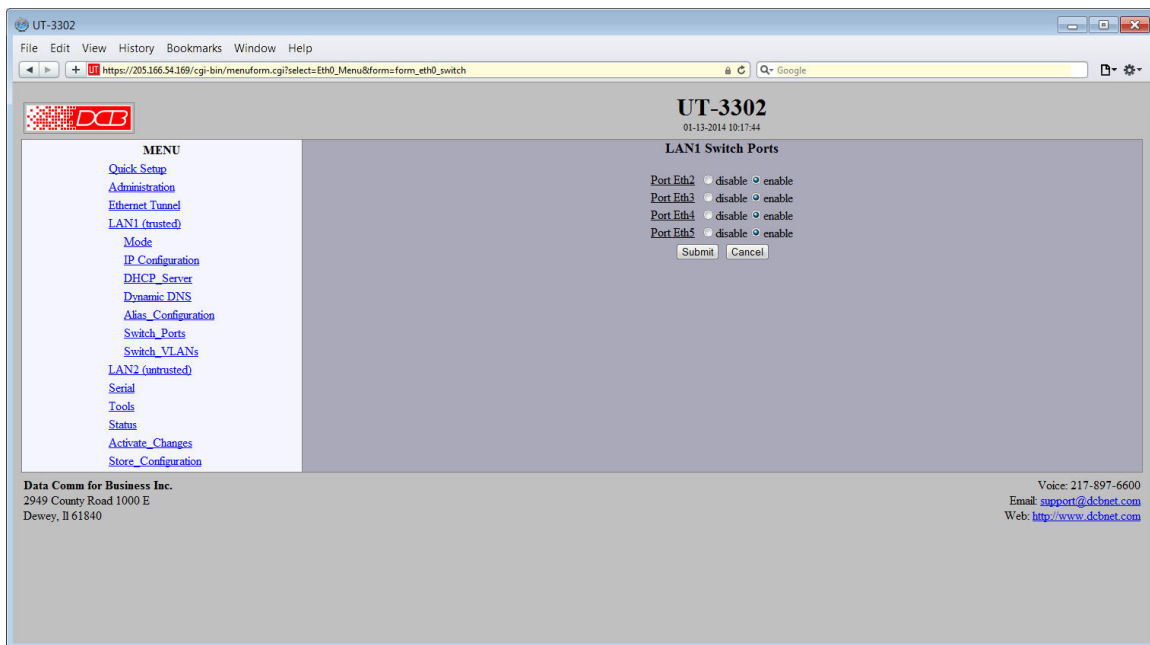 UT-3302
File Edit View History Bookmarks Window Help
UT https://205.166.54.169/cgi-bin/menuform.cgi?select=Eth0_Menu&form=form_eth0_switch
Google
DCB
UT-3302
01-13-2014 10:17:44
MENU
Quick Setup
Administration
Ethernet Tunnel
LAN1 (trusted)
Mode
IP Configuration
DHCP_Server
Dynamic DNS
Alias_Configuration
Switch_Ports
Switch_VLANs
LAN2 (untrusted)
Serial
Tools
Status
Activate_Changes
Store_Configuration
LAN1 Switch Ports
Port Eth2 disable enable
Port Eth3 disable enable
Port Eth4 disable enable
Port Eth5 disable enable
Submit Cancel
Data Comm for Business Inc.
2949 County Road 1000 E
Dewey, Il 61840
Voice: 217-897-6600
Email: support@dcbnet.com
Web: http://www.dcbnet.com